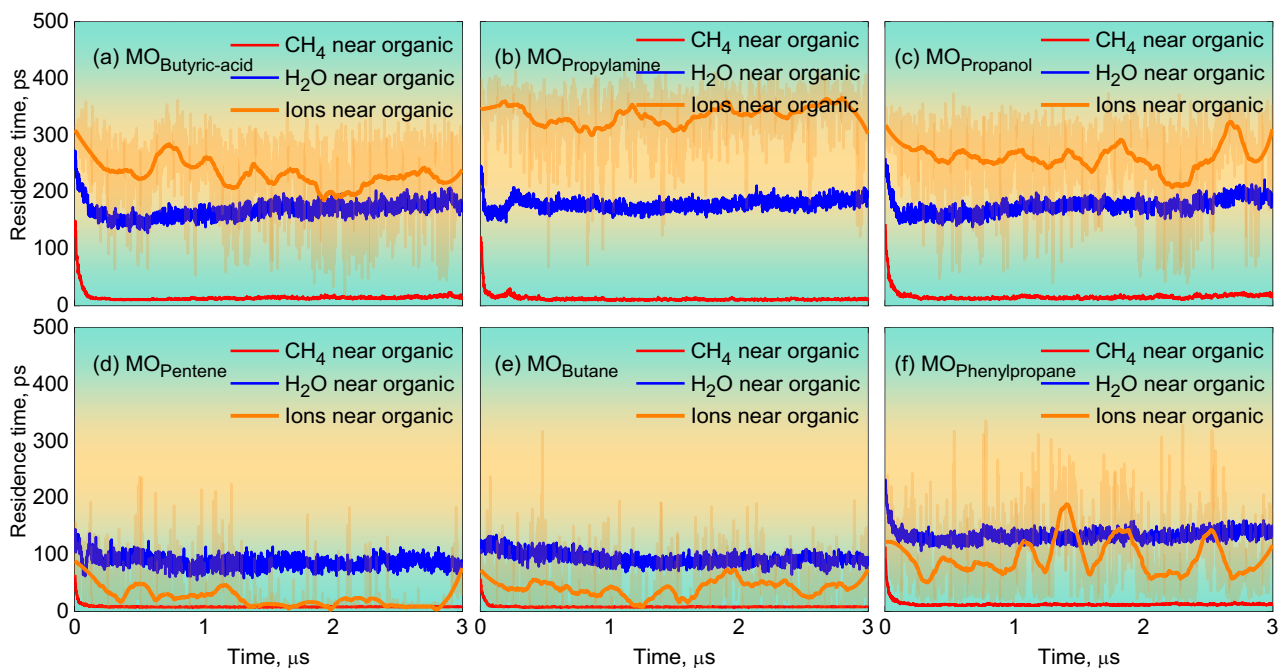 500
400
300
200
100
0
Residence time, ps
(a) MO_Butyric-acid
CH₄ near organic
H₂O near organic
Ions near organic
(b) MO_Propylamine
CH₄ near organic
H₂O near organic
Ions near organic
(c) MO_Propanol
CH₄ near organic
H₂O near organic
Ions near organic
500
400
300
200
100
0
Residence time, ps
(d) MO_Pentene
CH₄ near organic
H₂O near organic
Ions near organic
(e) MO_Butane
CH₄ near organic
H₂O near organic
Ions near organic
(f) MO_Phenylpropane
CH₄ near organic
H₂O near organic
Ions near organic
0 1 2 3
0 1 2 3
0 1 2 3
Time, μs
Time, μs
Time, μs